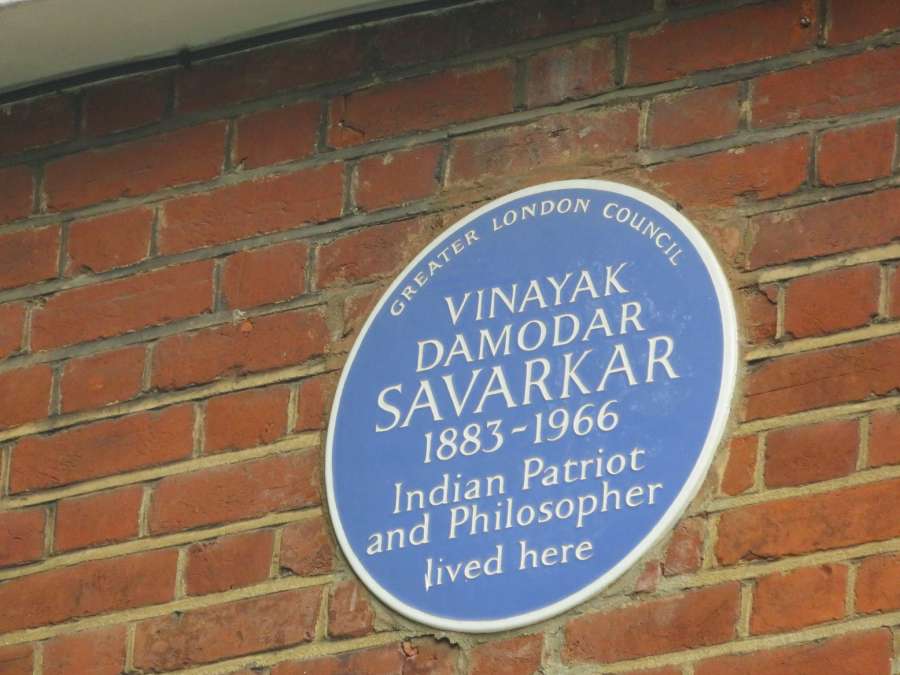 GREATER LONDON COUNCIL
VINAYAK
DAMODAR
SAVARKAR
1883~1966
Indian Patriot
and Philosopher
lived here